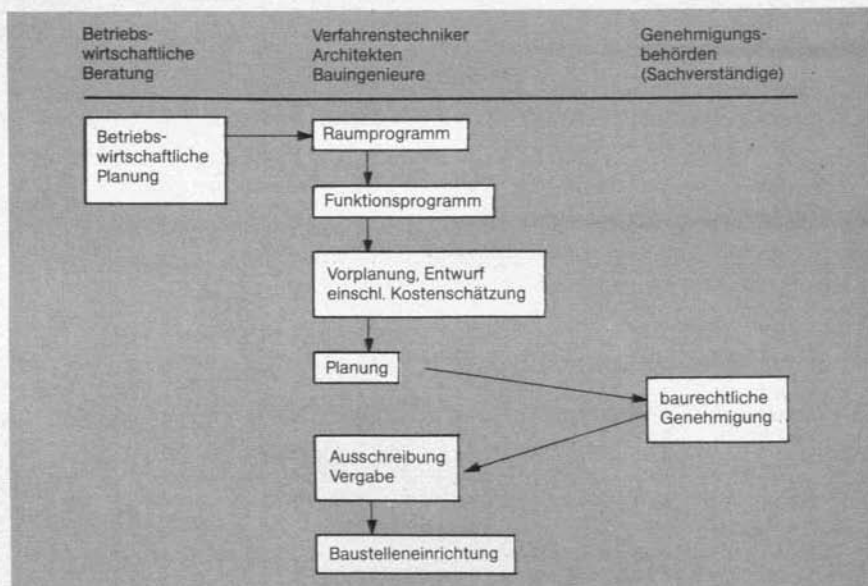 Betriebs-
wirtschaftliche
Beratung
Verfahrenstechniker
Architekten
Bauingenieure
Genehmigungs-
behörden
(Sachverständige)
Betriebs-
wirtschaftliche
Planung
Raumprogramm
Funktionsprogramm
Vorplanung, Entwurf
einschl. Kostenschätzung
Planung
baurechtliche
Genehmigung
Ausschreibung
Vergabe
Baustelleneinrichtung